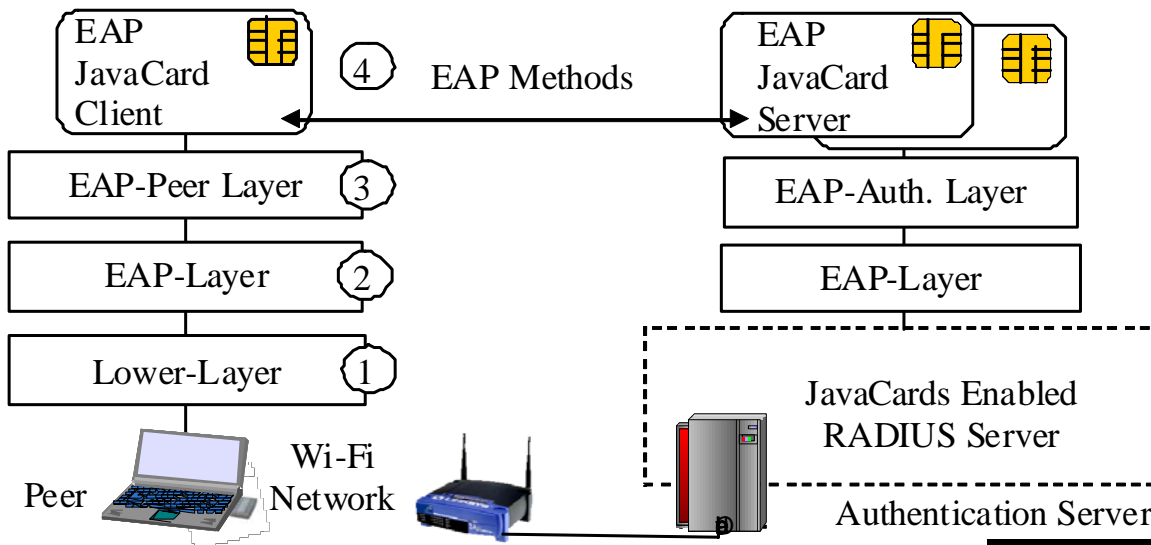 EAP
JavaCard
Client
4
EAP Methods
EAP
JavaCard
Server
EAP-Peer Layer
3
EAP-Auth. Layer
EAP-Layer
2
EAP-Layer
Lower-Layer
1
JavaCards Enabled
RADIUS Server
Peer
Wi-Fi
Network
Authentication Server